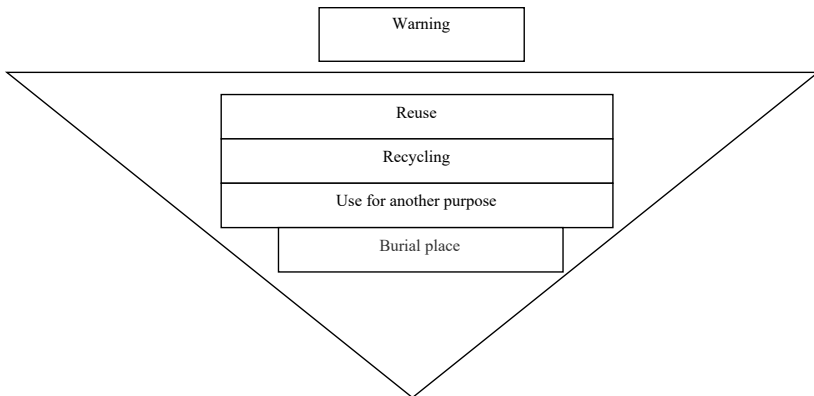 Warning
Reuse
Recycling
Use for another purpose
Burial place